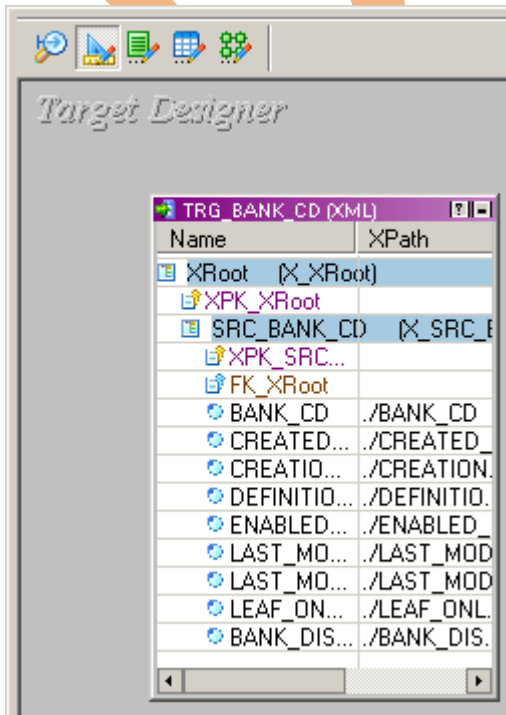 Target Designer
TRG_BANK_CD (XML)
Name XPath
XRoot (X_XRoot)
XPK_XRoot
SRC_BANK_CD (X_SRC_E
XPK_SRC...
FK_XRoot
BANK_CD ./BANK_CD
CREATED... ./CREATED_
CREATIO... ./CREATION.
DEFINITIO... ./DEFINITIO.
ENABLED... ./ENABLED_
LAST_MO... ./LAST_MOD
LAST_MO... ./LAST_MOD
LEAF_ON... ./LEAF_ONL.
BANK_DIS... ./BANK_DIS.